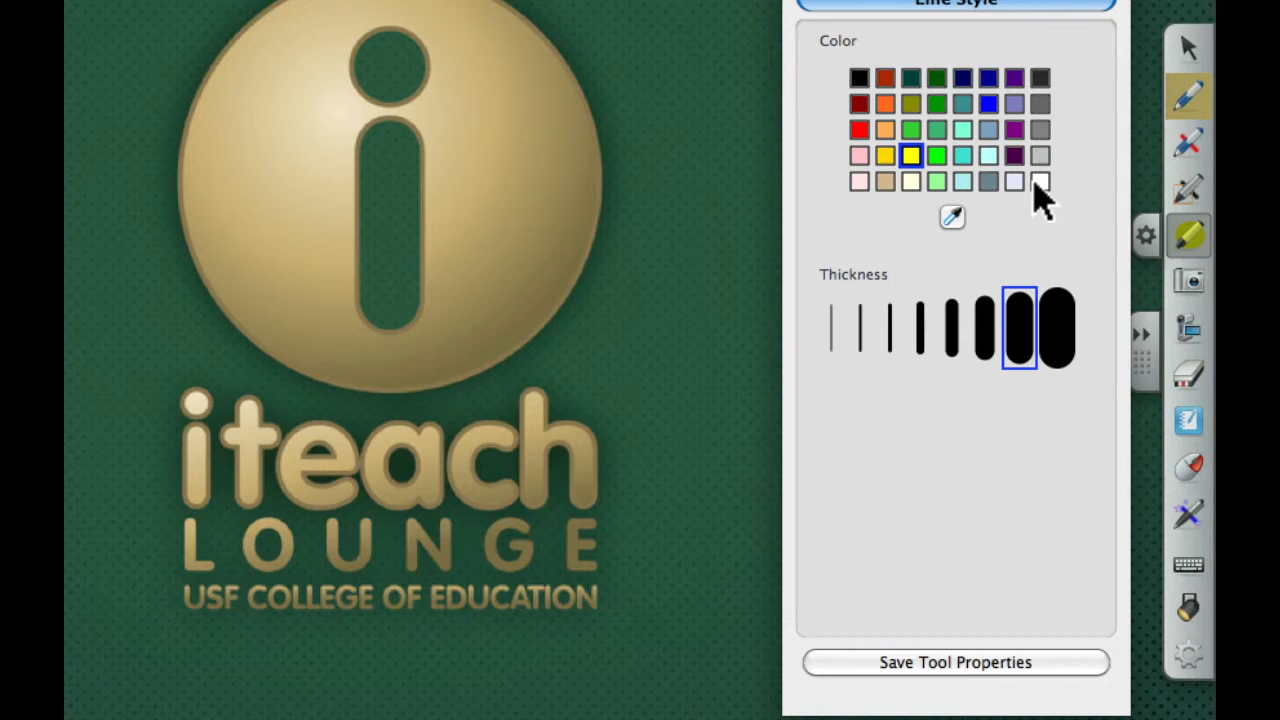 Line Style
Color
Thickness
iteach
LOUNGE
USF COLLEGE OF EDUCATION
Save Tool Properties